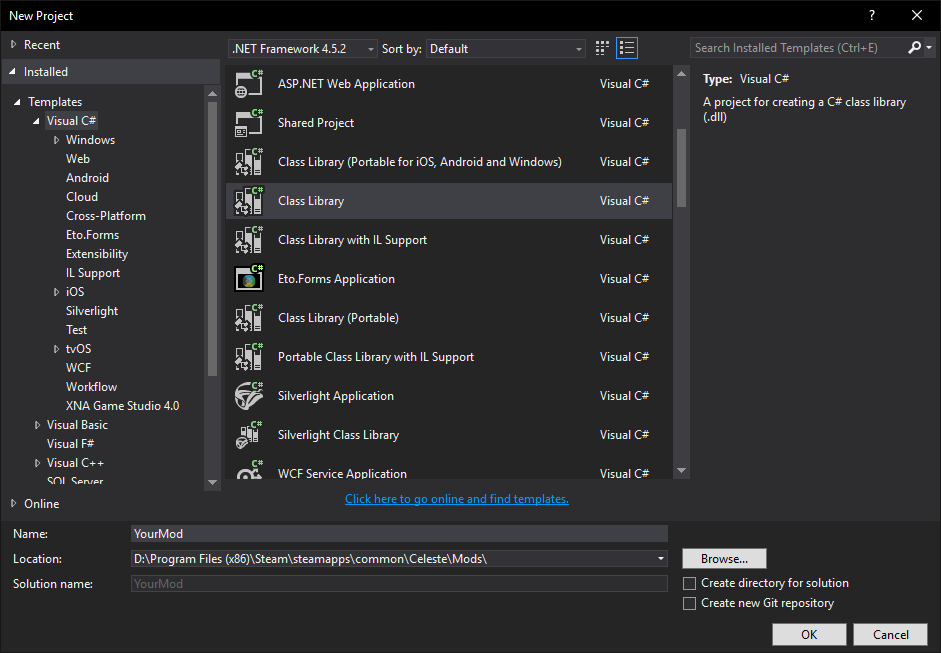 New Project
? ×
Recent
Installed
Templates
Visual C#
Windows
Web
Android
Cloud
Cross-Platform
Eto.Forms
Extensibility
IL Support
iOS
Silverlight
Test
tvOS
WCF
Workflow
XNA Game Studio 4.0
Visual Basic
Visual F#
Visual C++
SQL Server
Online
.NET Framework 4.5.2 Sort by: Default
ASP.NET Web Application Visual C#
Shared Project Visual C#
Class Library (Portable for iOS, Android and Windows) Visual C#
Class Library Visual C#
Class Library with IL Support Visual C#
Eto.Forms Application Visual C#
Class Library (Portable) Visual C#
Portable Class Library with IL Support Visual C#
Silverlight Application Visual C#
Silverlight Class Library Visual C#
WCF Service Application Visual C#
Click here to go online and find templates.
Search Installed Templates (Ctrl+E)
Type: Visual C#
A project for creating a C# class library
(.dll)
Name: YourMod
Location: D:\Program Files (x86)\Steam\steamapps\common\Celeste\Mods\ Browse...
Solution name: YourMod
Create directory for solution
Create new Git repository
OK Cancel